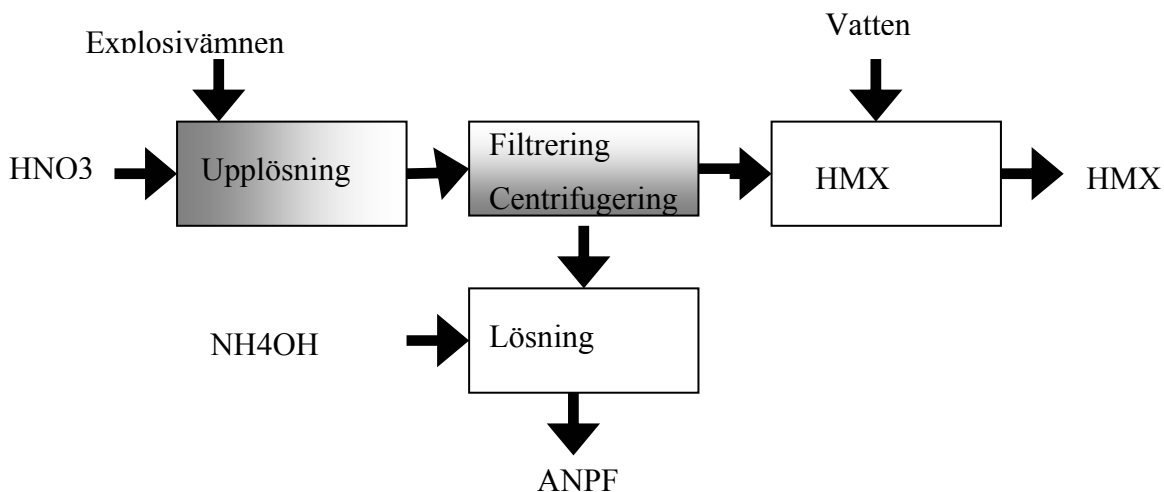 Explosivämnen
Vatten
HNO3
Upplösning
Filtrering
Centrifugering
HMX
HMX
NH4OH
Lösning
ANPF